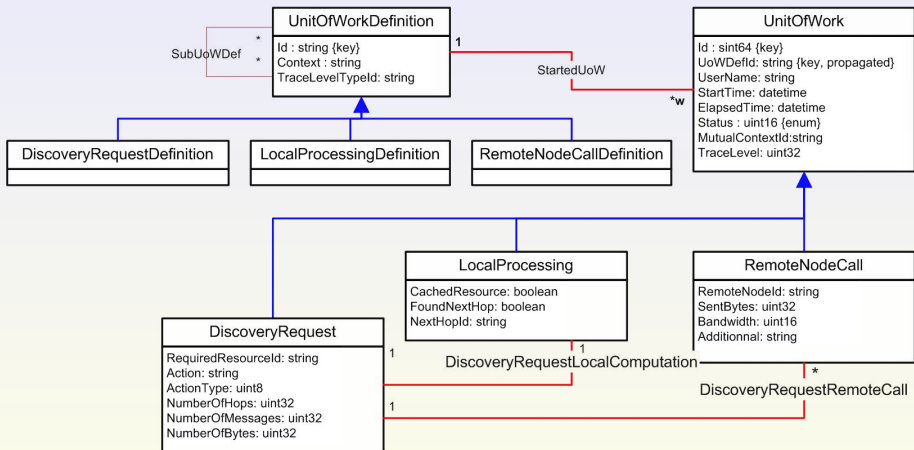 UnitOfWorkDefinition
Id : string {key}
Context : string
TraceLevelTypeId: string
SubUoWDef
*
*
1
StartedUoW
*w
UnitOfWork
Id : sint64 {key}
UoWDefId: string {key, propagated}
UserName: string
StartTime: datetime
ElapsedTime: datetime
Status : uint16 {enum}
MutualContextId:string
TraceLevel: uint32
DiscoveryRequestDefinition
LocalProcessingDefinition
RemoteNodeCallDefinition
LocalProcessing
CachedResource: boolean
FoundNextHop: boolean
NextHopId: string
RemoteNodeCall
RemoteNodeId: string
SentBytes: uint32
Bandwidth: uint16
Additionnal: string
DiscoveryRequest
RequiredResourceId: string
Action: string
ActionType: uint8
NumberOfHops: uint32
NumberOfMessages: uint32
NumberOfBytes: uint32
1
1
DiscoveryRequestLocalComputation
1
*
DiscoveryRequestRemoteCall